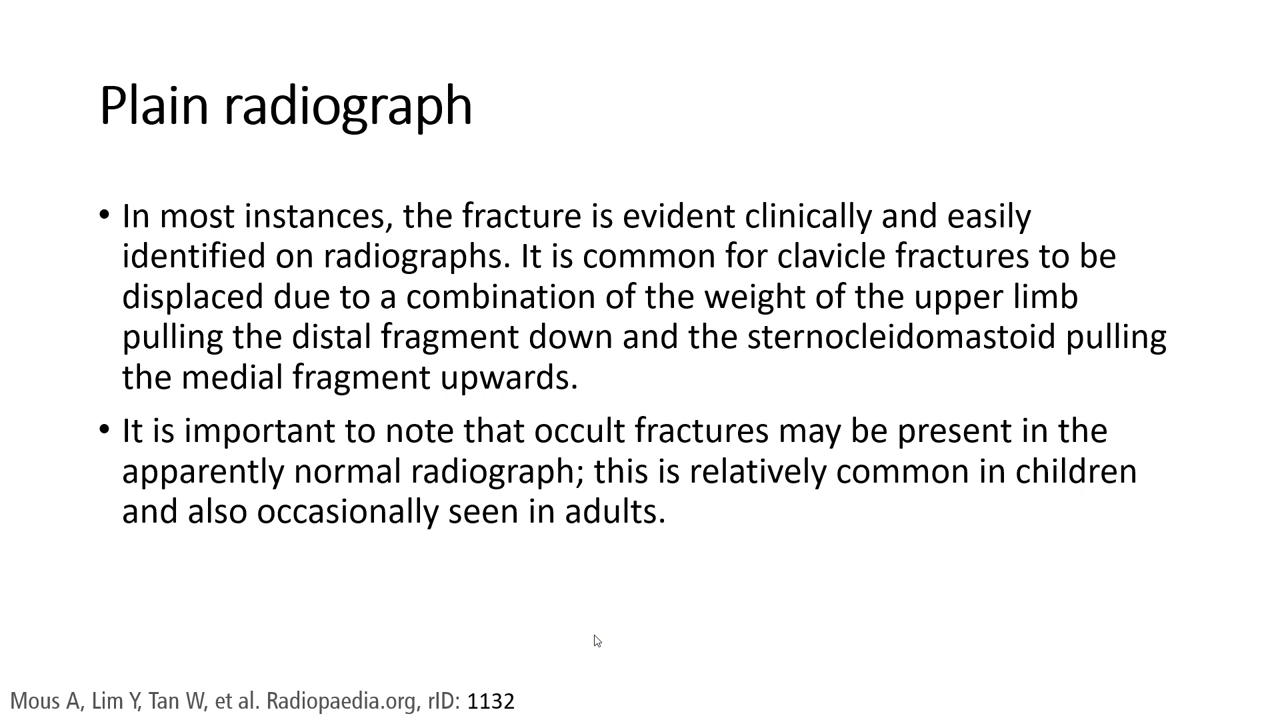 Plain radiograph
• In most instances, the fracture is evident clinically and easily
identified on radiographs. It is common for clavicle fractures to be
displaced due to a combination of the weight of the upper limb
pulling the distal fragment down and the sternocleidomastoid pulling
the medial fragment upwards.
• It is important to note that occult fractures may be present in the
apparently normal radiograph; this is relatively common in children
and also occasionally seen in adults.
Mous A, Lim Y, Tan W, et al. Radiopaedia.org, rID: 1132